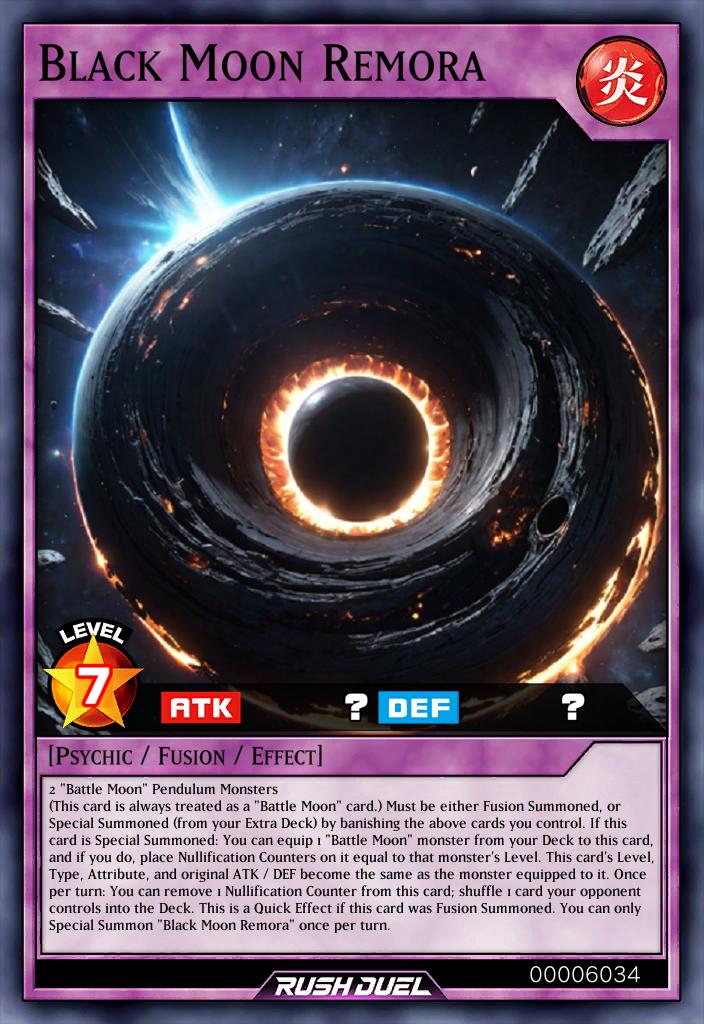 Black Moon Remora
炎
LEVEL
7
ATK ? DEF ?
[Psychic / Fusion / Effect]
2 "Battle Moon" Pendulum Monsters
(This card is always treated as a "Battle Moon" card.) Must be either Fusion Summoned, or
Special Summoned (from your Extra Deck) by banishing the above cards you control. If this
card is Special Summoned: You can equip 1 "Battle Moon" monster from your Deck to this card,
and if you do, place Nullification Counters on it equal to that monster's Level. This card's Level,
Type, Attribute, and original ATK / DEF become the same as the monster equipped to it. Once
per turn: You can remove 1 Nullification Counter from this card; shuffle 1 card your opponent
controls into the Deck. This is a Quick Effect if this card was Fusion Summoned. You can only
Special Summon "Black Moon Remora" once per turn.
00006034
RUSH DUEL